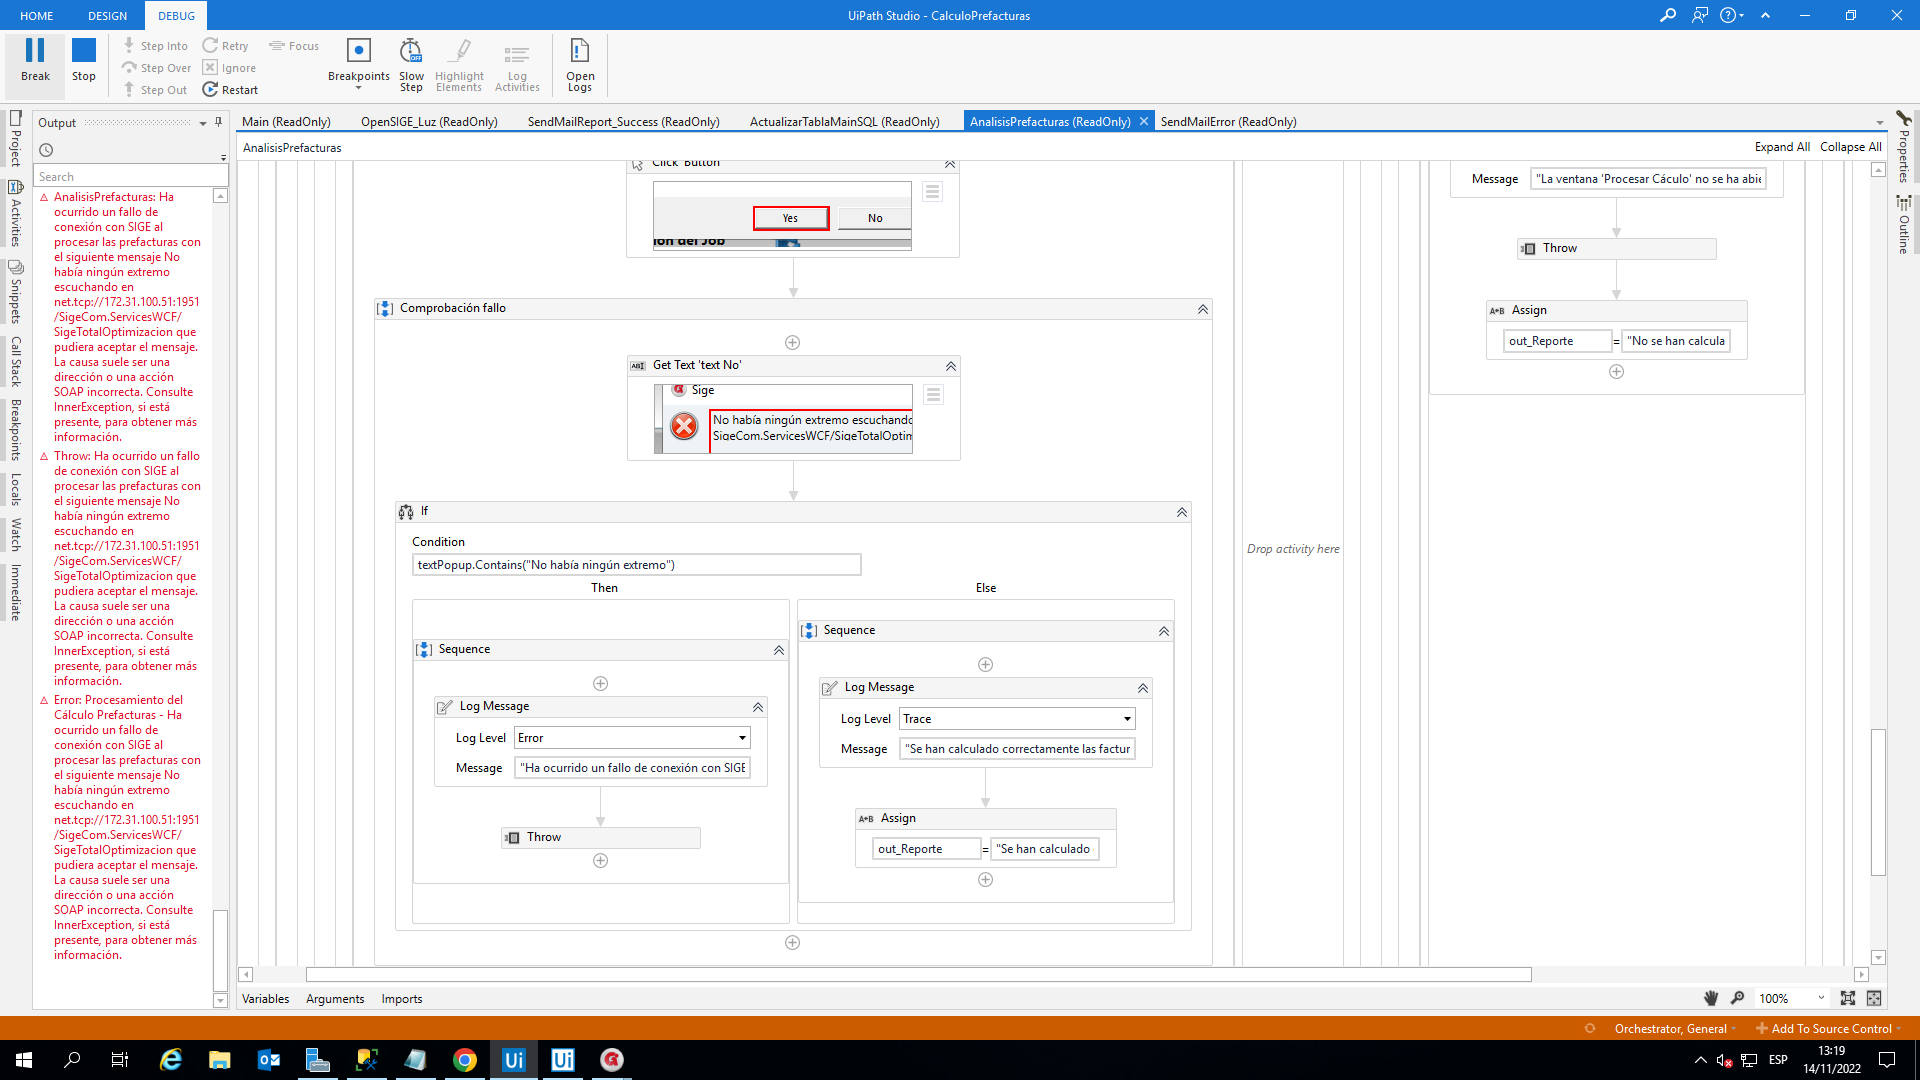 HOME
DESIGN
DEBUG
UiPath Studio - CalculoPrefacturas
Break
Stop
Step Into
Step Over
Step Out
Retry
Ignore
Restart
Focus
Breakpoints
Slow
Step
Highlight
Elements
Log
Activities
Open
Logs
Project
Activities
Snippets
Call Stack
Breakpoints
Locals
Watch
Immediate
Output
Search
AnalisisPrefacturas: Ha
ocurrido un fallo de
conexión con SIGE al
procesar las prefacturas con
el siguiente mensaje No
había ningún extremo
escuchando en
net.tcp://172.31.100.51:1951
/SigeCom.ServicesWCF/
SigeTotalOptimizacion que
pudiera aceptar el mensaje.
La causa suele ser una
dirección o una acción
SOAP incorrecta. Consulte
InnerException, si está
presente, para obtener más
información.
Throw: Ha ocurrido un fallo
de conexión con SIGE al
procesar las prefacturas con
el siguiente mensaje No
había ningún extremo
escuchando en
net.tcp://172.31.100.51:1951
/SigeCom.ServicesWCF/
SigeTotalOptimizacion que
pudiera aceptar el mensaje.
La causa suele ser una
dirección o una acción
SOAP incorrecta. Consulte
InnerException, si está
presente, para obtener más
información.
Error: Procesamiento del
Cálculo Prefacturas - Ha
ocurrido un fallo de
conexión con SIGE al
procesar las prefacturas con
el siguiente mensaje No
había ningún extremo
escuchando en
net.tcp://172.31.100.51:1951
/SigeCom.ServicesWCF/
SigeTotalOptimizacion que
pudiera aceptar el mensaje.
La causa suele ser una
dirección o una acción
SOAP incorrecta. Consulte
InnerException, si está
presente, para obtener más
información.
Main (ReadOnly)
OpenSIGE_Luz (ReadOnly)
SendMailReport_Success (ReadOnly)
ActualizarTablaMainSQL (ReadOnly)
AnalisisPrefacturas (ReadOnly)
SendMailError (ReadOnly)
AnalisisPrefacturas
Expand All
Collapse All
Click 'Button'
Yes
No
ion del Job
Comprobación fallo
Get Text 'text No'
Sige
No había ningún extremo escuchando
SigeCom.ServicesWCF/SigeTotalOptim
If
Condition
textPopup.Contains("No había ningún extremo")
Then
Else
Sequence
Log Message
Log Level
Error
Message
"Ha ocurrido un fallo de conexión con SIGE
Throw
Sequence
Log Message
Log Level
Trace
Message
"Se han calculado correctamente las factur
Assign
out_Reporte
=
"Se han calculado
Drop activity here
Message
"La ventana 'Procesar Cáculo' no se ha abie
Throw
Assign
out_Reporte
=
"No se han calcula
Properties
Outline
Variables
Arguments
Imports
100%
Orchestrator, General
Add To Source Control
ESP
13:19
14/11/2022